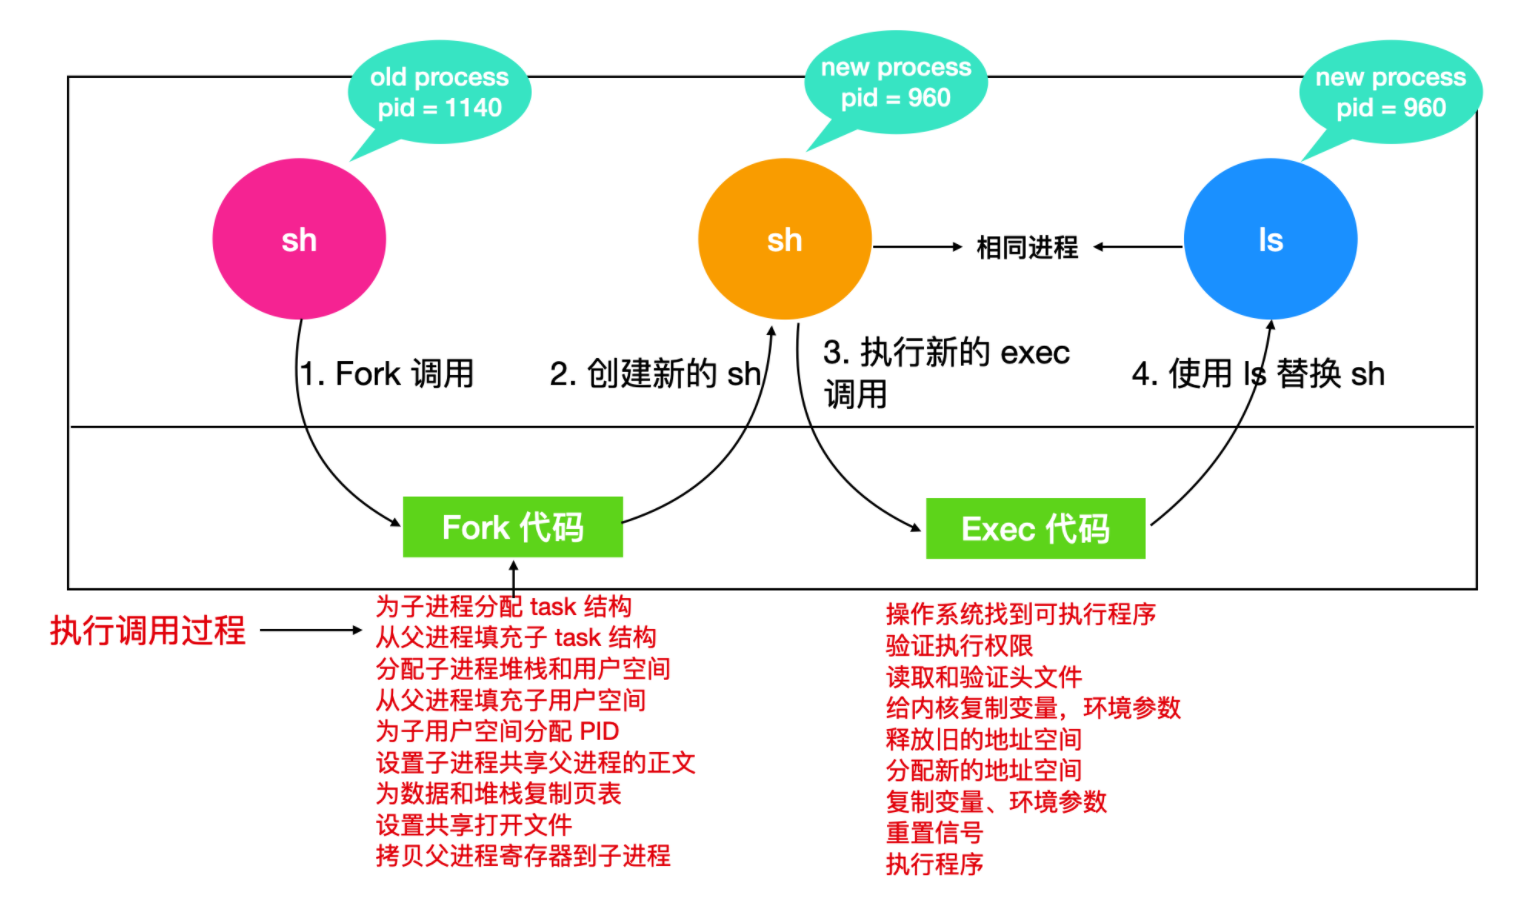 old process
pid = 1140
new process
pid = 960
new process
pid = 960
sh
sh
相同进程
ls
1. Fork 调用
2. 创建新的 sh
3. 执行新的 exec
调用
4. 使用 ls 替换 sh
Fork 代码
Exec 代码
执行调用过程
为子进程分配 task 结构
从父进程填充子 task 结构
分配子进程堆栈和用户空间
从父进程填充子用户空间
为子用户空间分配 PID
设置子进程共享父进程的正文
为数据和堆栈复制页表
设置共享打开文件
拷贝父进程寄存器到子进程
操作系统找到可执行程序
验证执行权限
读取和验证头文件
给内核复制变量，环境参数
释放旧的地址空间
分配新的地址空间
复制变量、环境参数
重置信号
执行程序